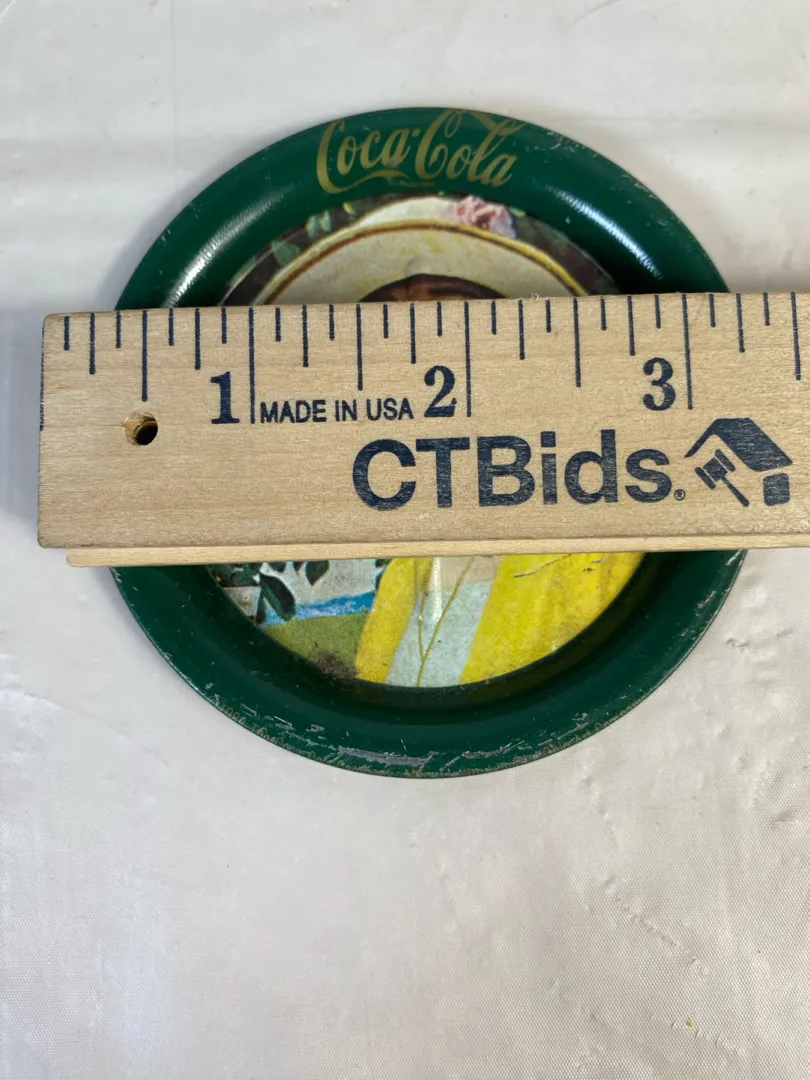 Coca-Cola
1 2 3
MADE IN USA
CTBids.®